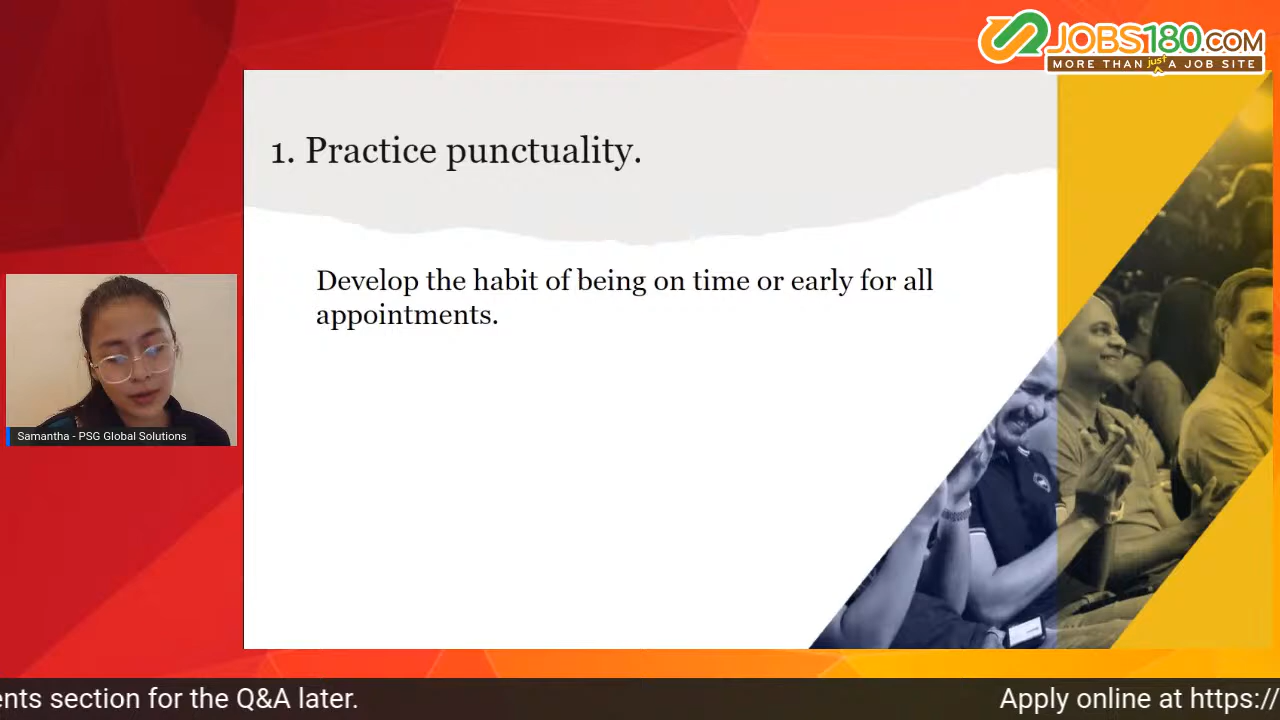 JOBS180.COM
MORE THAN just A JOB SITE
1. Practice punctuality.
Develop the habit of being on time or early for all
appointments.
Samantha - PSG Global Solutions
ents section for the Q&A later.
Apply online at https://